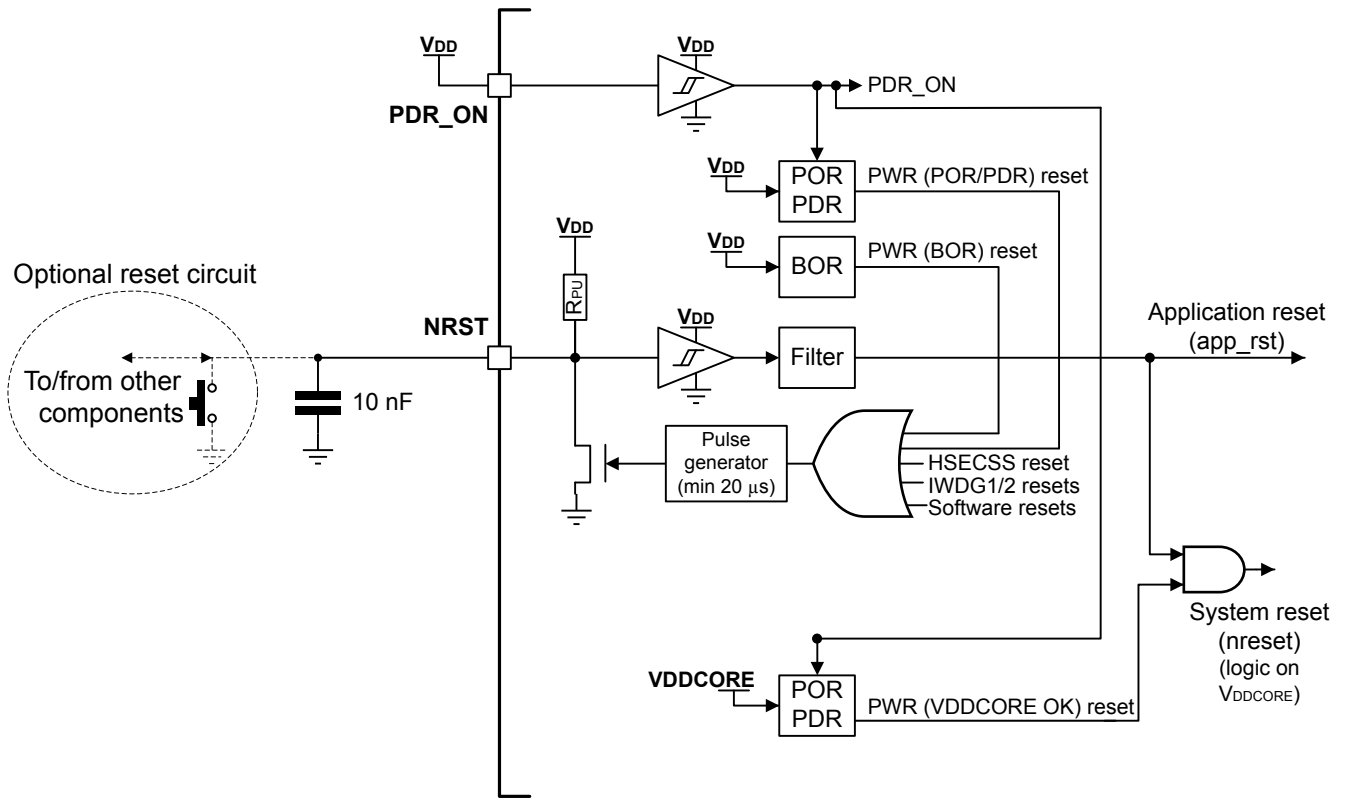 VDD
VDD
PDR_ON
PDR_ON
VDD
POR
PDR
PWR (POR/PDR) reset
VDD
VDD
BOR
PWR (BOR) reset
Optional reset circuit
RPU
NRST
VDD
Filter
Application reset
(app_rst)
To/from other
components
10 nF
Pulse
generator
(min 20 μs)
HSECSS reset
IWDG1/2 resets
Software resets
System reset
(nreset)
(logic on
VDDCORE)
VDDCORE
POR
PDR
PWR (VDDCORE OK) reset